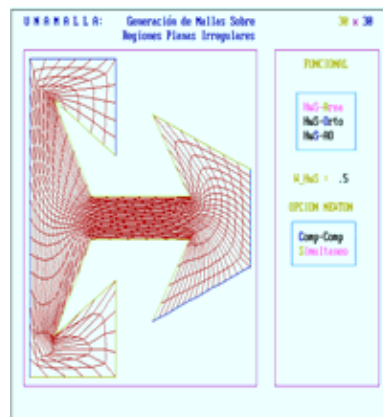 U N A M A L L A: Generación de Mallas Sobre
Regiones Planas Irregulares
30 x 30
FUNCIONAL
HwS-Area
HwS-Orto
HwS-AO
W_HwS = .5
OPCION NEWTON
Comp-Comp
Simultaneo